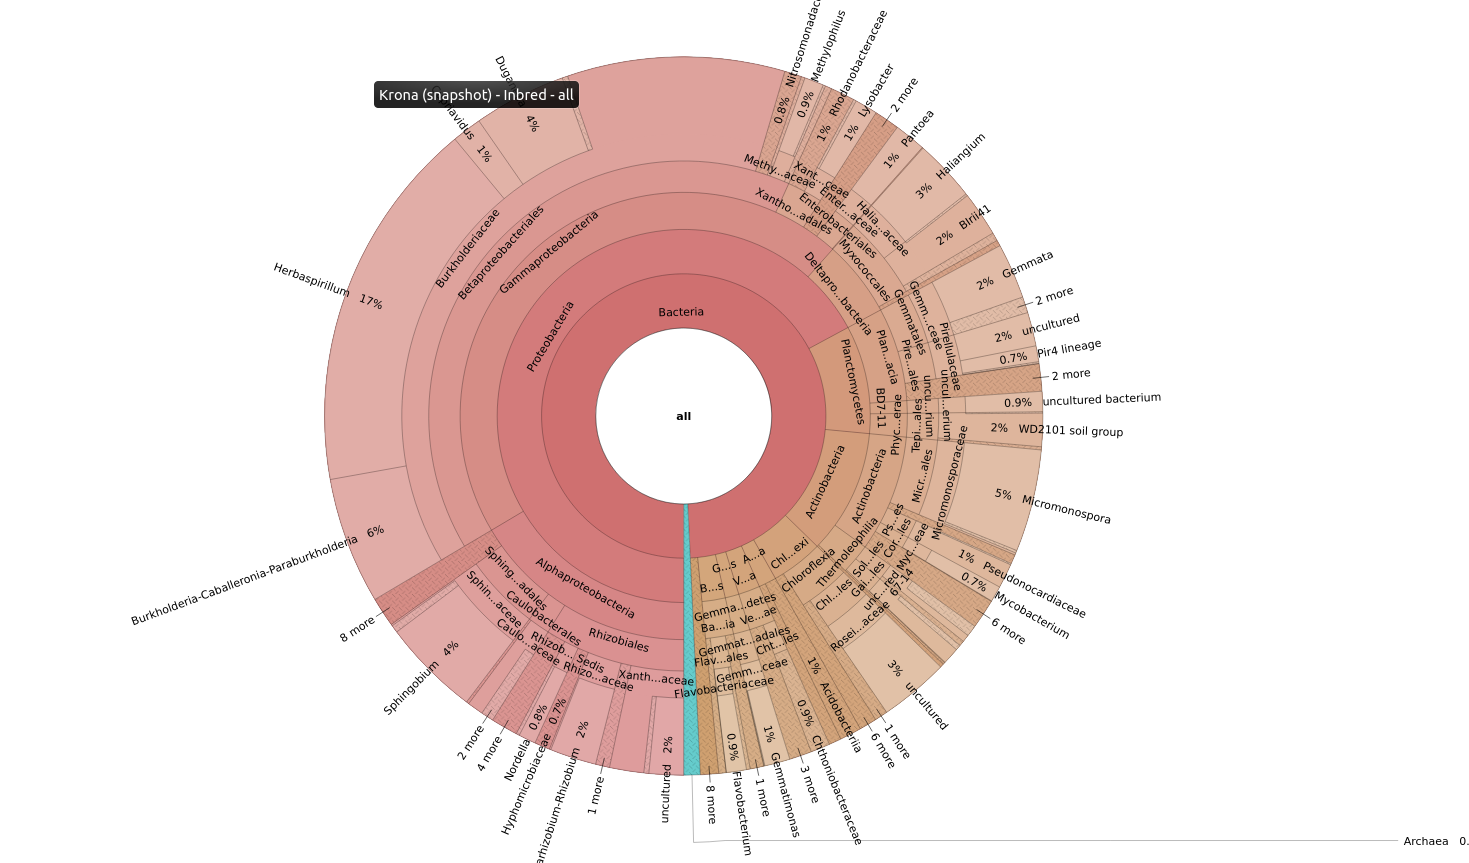 Krona (snapshot) - Inbred - all
all
Bacteria
Proteobacteria
Gammaproteobacteria
Betaproteobacteriales
Burkholderiaceae
Herbaspirillum 17%
1%
4%
Burkholderia-Caballeronia-Paraburkholderia 6%
8 more
0.8%
0.9% Methylophilus
Methy...aceae
Xantho...adales
Xant...ceae
1% Rhodanobacteraceae
1% Lysobacter
2 more
Enterobacteriales
Enter...aceae
1% Pantoea
Deltapro...bacteria
Myxococcales
Halia...aceae
3% Haliangium
2% BIrii41
Planctomycetes
Plan...acia
Gemmatales
Gemm...ceae
2% Gemmata
2 more
Pire...ales
Pirellulaceae
2% uncultured
0.7% Pir4 lineage
2 more
BD7-11
uncu...rium
uncul...erium
0.9% uncultured bacterium
Phyc...erae
Tepi...ales
2% WD2101 soil group
Actinobacteria
Actinobacteria
Micr...ales
Micromonosporaceae
5% Micromonospora
Ps...es
1% Pseudonocardiaceae
Cor...les
Myc...eae
0.7% Mycobacterium
6 more
Thermoleophilia
Sol...les
67-14
Gai...les
unc...red
Chl...exi
Chloroflexia
Chl...les
Rosei...aceae
3% uncultured
1 more
6 more
A...a
1% Acidobacteriia
V...a
Ve...ae
Cht...les
0.9% Chthoniobacteraceae
3 more
G...s
Gemma...detes
Gemmat...adales
Gemm...ceae
1% Gemmatimonas
1 more
B...s
Ba...ia
Flav...ales
Flavobacteriaceae
0.9% Flavobacterium
8 more
Alphaproteobacteria
Sphing...adales
Sphin...aceae
Sphingobium 4%
Caulobacterales
Caulo...aceae
2 more
4 more
Rhizobiales
Rhizob... Sedis
Nordella 0.8%
Hyphomicrobiaceae 0.7%
Rhizo...aceae
arhizobium-Rhizobium 2%
1 more
Xanth...aceae
uncultured 2%
Archaea 0.